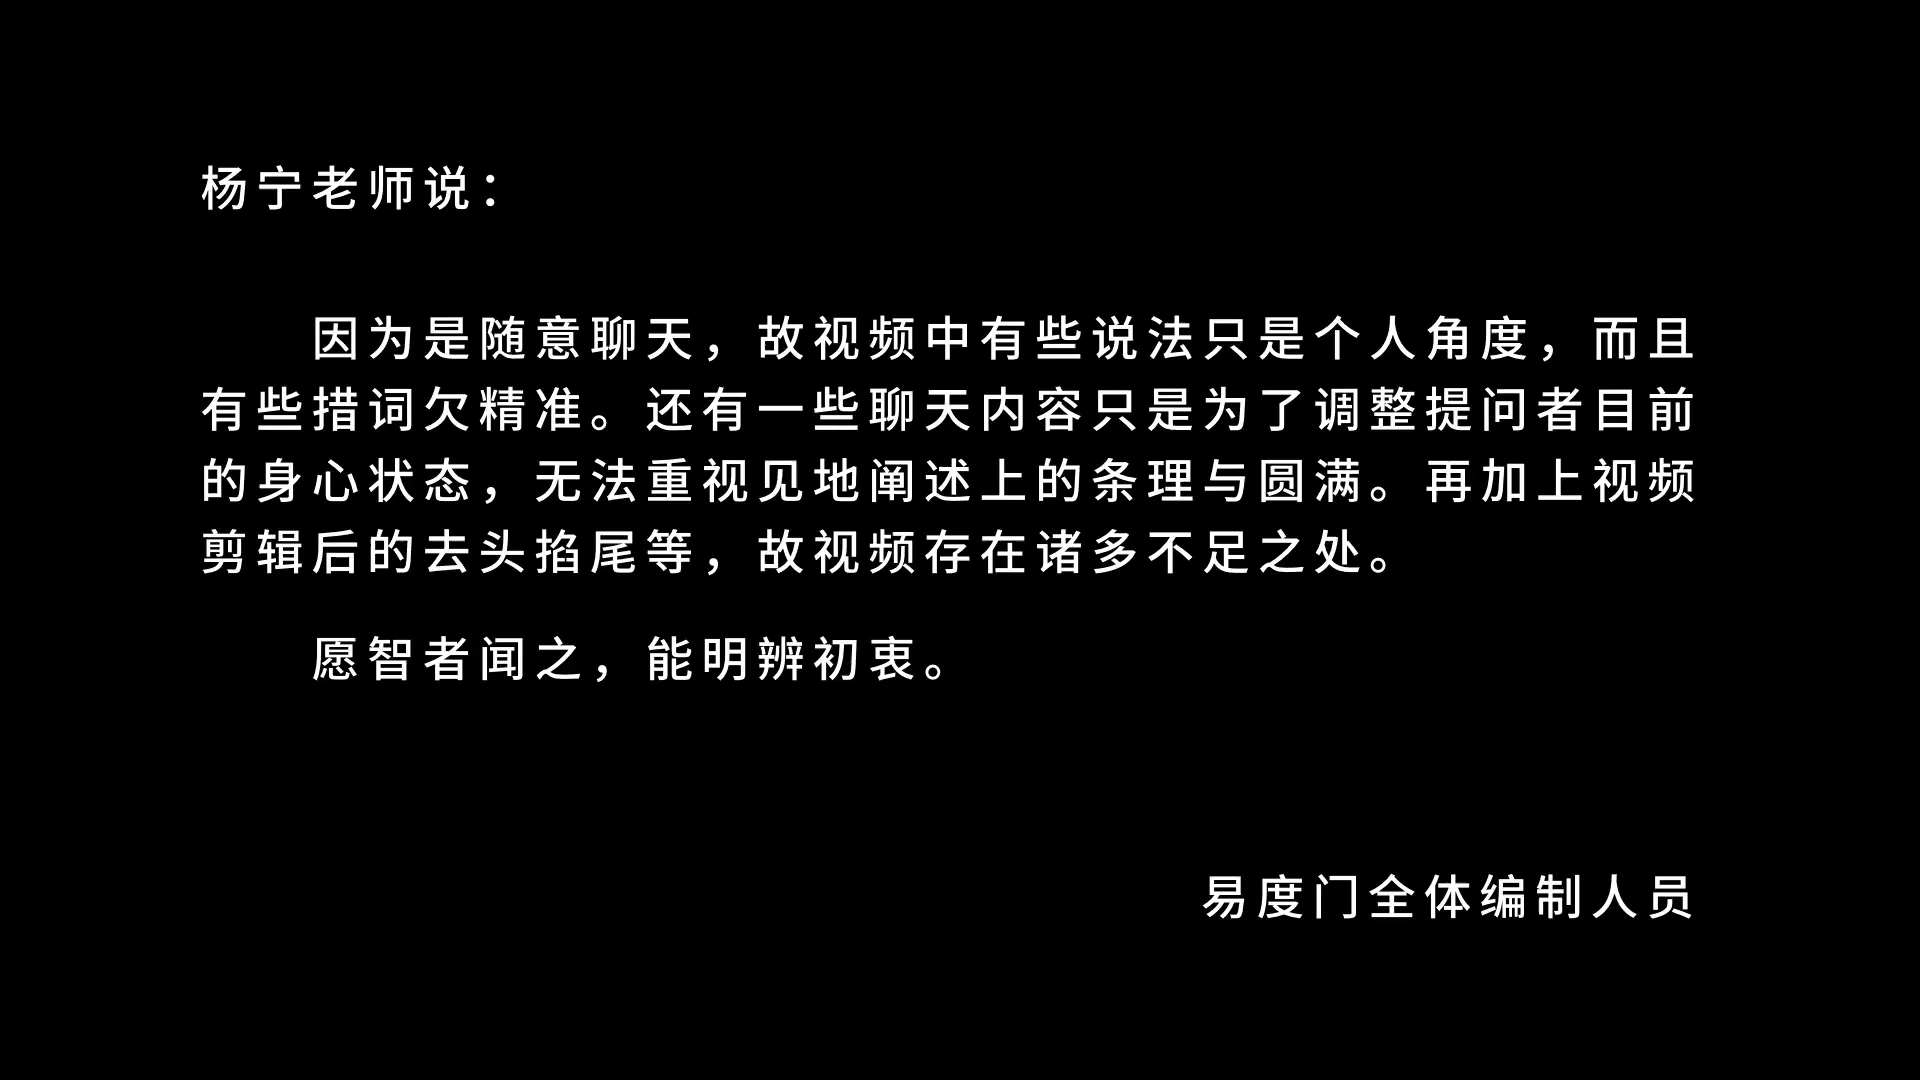 杨宁老师说：
因为是随意聊天，故视频中有些说法只是个人角度，而且
有些措词欠精准。还有一些聊天内容只是为了调整提问者目前
的身心状态，无法重视见地阐述上的条理与圆满。再加上视频
剪辑后的去头掐尾等，故视频存在诸多不足之处。
愿智者闻之，能明辨初衷。
易度门全体编制人员